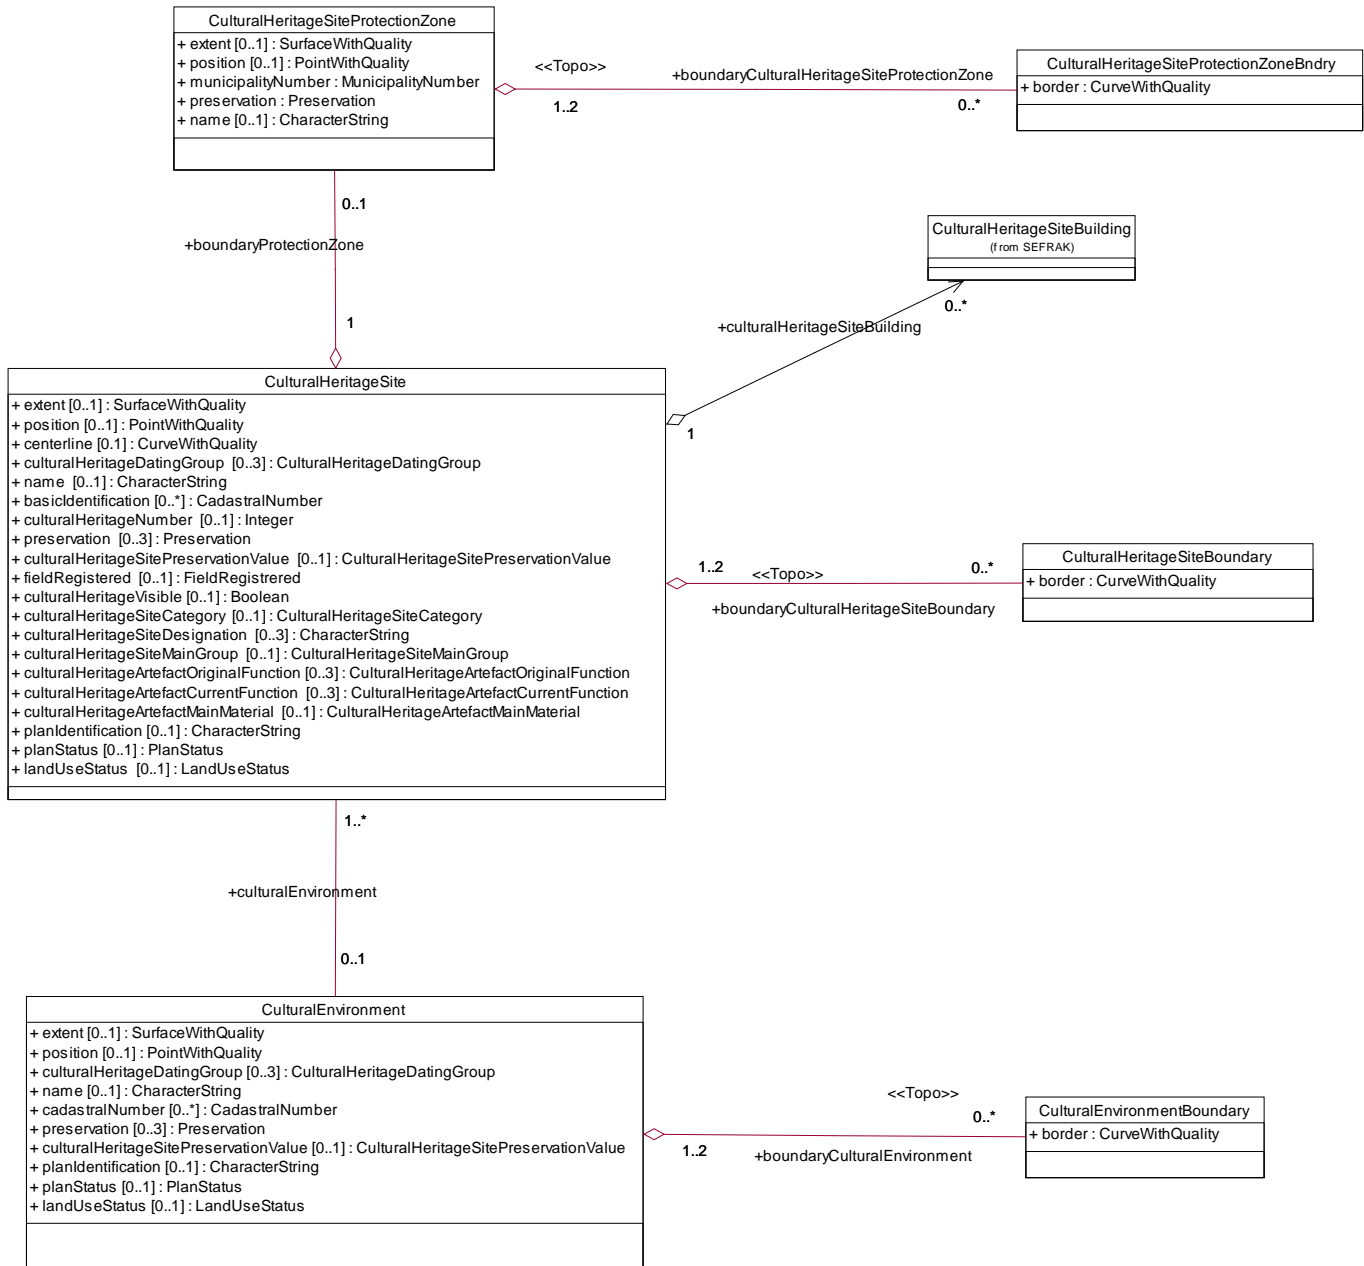 CulturalHeritageSiteProtectionZone
+ extent [0..1] : SurfaceWithQuality
+ position [0..1] : PointWithQuality
+ municipalityNumber : MunicipalityNumber
+ preservation : Preservation
+ name [0..1] : CharacterString
<<Topo>>
+boundaryCulturalHeritageSiteProtectionZone
1..2
0..*
CulturalHeritageSiteProtectionZoneBndry
+ border : CurveWithQuality
0..1
+boundaryProtectionZone
1
CulturalHeritageSiteBuilding
(from SEFRAK)
0..*
+culturalHeritageSiteBuilding
1
CulturalHeritageSite
+ extent [0..1] : SurfaceWithQuality
+ position [0..1] : PointWithQuality
+ centerline [0.1] : CurveWithQuality
+ culturalHeritageDatingGroup [0..3] : CulturalHeritageDatingGroup
+ name [0..1] : CharacterString
+ basicIdentification [0..*] : CadastralNumber
+ culturalHeritageNumber [0..1] : Integer
+ preservation [0..3] : Preservation
+ culturalHeritageSitePreservationValue [0..1] : CulturalHeritageSitePreservationValue
+ fieldRegistered [0..1] : FieldRegistrered
+ culturalHeritageVisible [0..1] : Boolean
+ culturalHeritageSiteCategory [0..1] : CulturalHeritageSiteCategory
+ culturalHeritageSiteDesignation [0..3] : CharacterString
+ culturalHeritageSiteMainGroup [0..1] : CulturalHeritageSiteMainGroup
+ culturalHeritageArtefactOriginalFunction [0..3] : CulturalHeritageArtefactOriginalFunction
+ culturalHeritageArtefactCurrentFunction [0..3] : CulturalHeritageArtefactCurrentFunction
+ culturalHeritageArtefactMainMaterial [0..1] : CulturalHeritageArtefactMainMaterial
+ planIdentification [0..1] : CharacterString
+ planStatus [0..1] : PlanStatus
+ landUseStatus [0..1] : LandUseStatus
1..2
<<Topo>>
0..*
+boundaryCulturalHeritageSiteBoundary
CulturalHeritageSiteBoundary
+ border : CurveWithQuality
1..*
+culturalEnvironment
0..1
CulturalEnvironment
+ extent [0..1] : SurfaceWithQuality
+ position [0..1] : PointWithQuality
+ culturalHeritageDatingGroup [0..3] : CulturalHeritageDatingGroup
+ name [0..1] : CharacterString
+ cadastralNumber [0..*] : CadastralNumber
+ preservation [0..3] : Preservation
+ culturalHeritageSitePreservationValue [0..1] : CulturalHeritageSitePreservationValue
+ planIdentification [0..1] : CharacterString
+ planStatus [0..1] : PlanStatus
+ landUseStatus [0..1] : LandUseStatus
<<Topo>>
0..*
1..2
+boundaryCulturalEnvironment
CulturalEnvironmentBoundary
+ border : CurveWithQuality